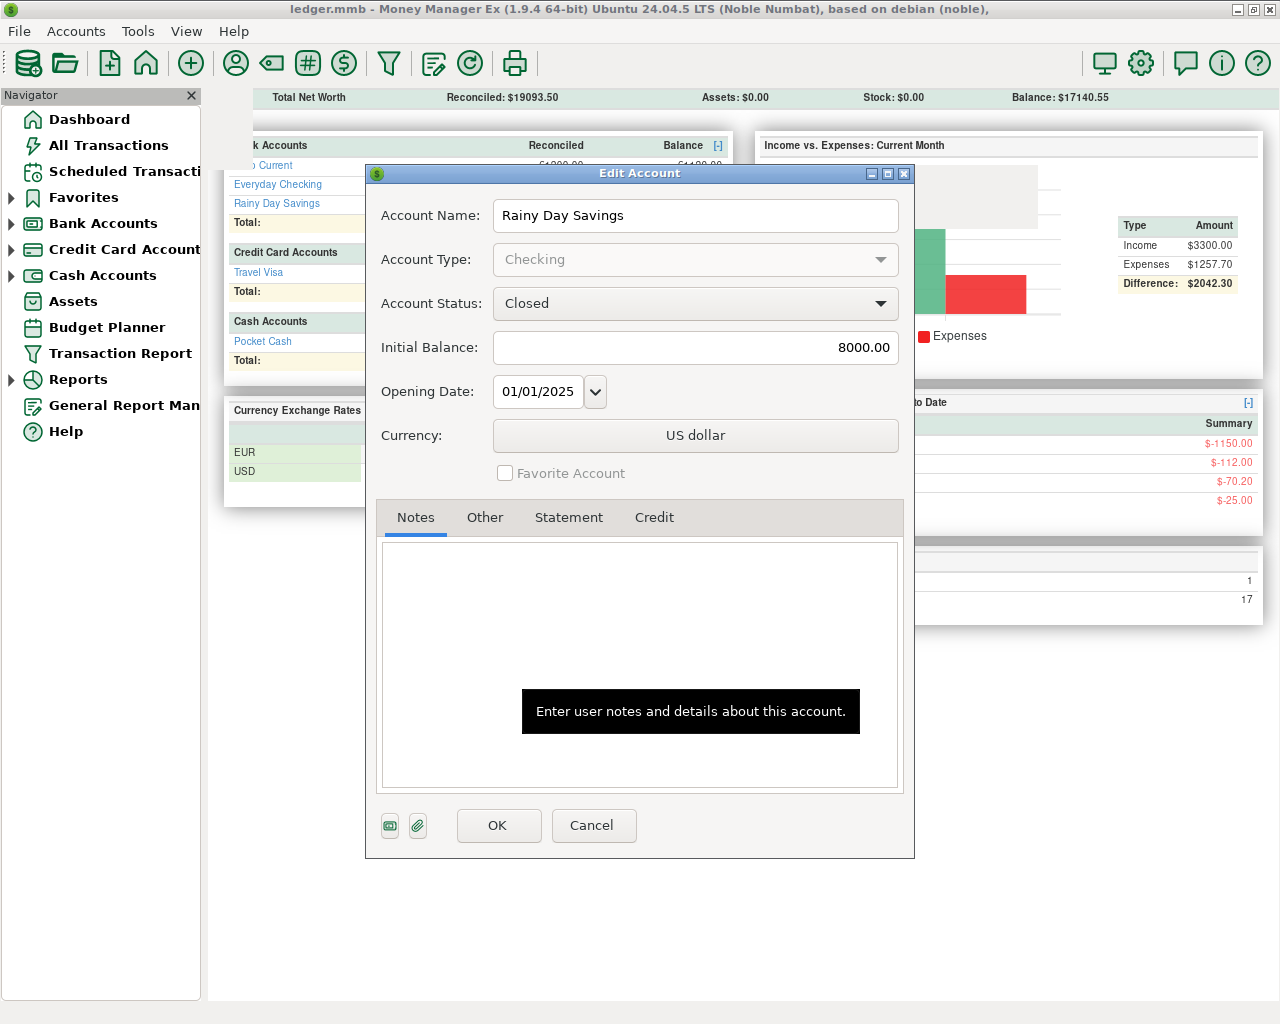 ledger.mmb - Money Manager Ex (1.9.4 64-bit) Ubuntu 24.04.5 LTS (Noble Numbat), based on debian (noble),
File Accounts Tools View Help
Navigator
Dashboard
All Transactions
Scheduled Transacti
Favorites
Bank Accounts
Credit Card Account
Cash Accounts
Assets
Budget Planner
Transaction Report
Reports
General Report Man
Help
Total Net Worth Reconciled: $19093.50 Assets: $0.00 Stock: $0.00 Balance: $17140.55
k Accounts Reconciled Balance [-]
Current
Everyday Checking
Rainy Day Savings
Total:
Credit Card Accounts
Travel Visa
Total:
Cash Accounts
Pocket Cash
Total:
Currency Exchange Rates
EUR
USD
Income vs. Expenses: Current Month
Type Amount
Income $3300.00
Expenses $1257.70
Difference: $2042.30
Expenses
to Date [-]
Summary
$-1150.00
$-112.00
$-70.20
$-25.00
1
17
Edit Account
Account Name: Rainy Day Savings
Account Type: Checking
Account Status: Closed
Initial Balance: 8000.00
Opening Date: 01/01/2025
Currency: US dollar
Favorite Account
Notes Other Statement Credit
Enter user notes and details about this account.
OK Cancel